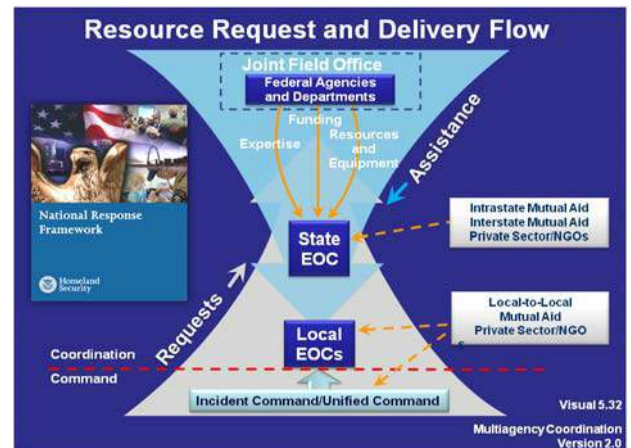 Resource Request and Delivery Flow
Joint Field Office
Federal Agencies
and Departments
Funding
Expertise
Resources
and
Equipment
Assistance
National Response
Framework
Homeland
Security
State
EOC
Intrastate Mutual Aid
Interstate Mutual Aid
Private Sector/NGOs
Requests
Local-to-Local
Mutual Aid
Private Sector/NGO
s
Local
EOCs
Coordination
Command
Incident Command/Unified Command
Visual 5.32
Multiagency Coordination
Version 2.0